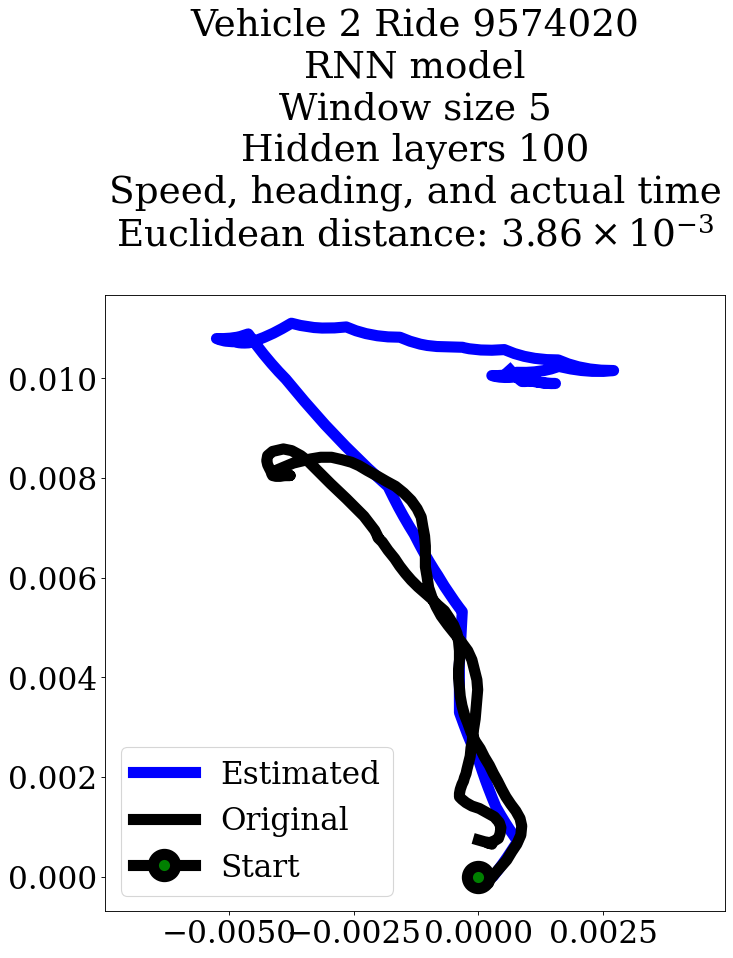 Vehicle 2 Ride 9574020
RNN model
Window size 5
Hidden layers 100
Speed, heading, and actual time
Euclidean distance: 3.86 × 10⁻³
0.010
0.008
0.006
0.004
0.002
0.000
Estimated
Original
Start
−0.0050 −0.0025 0.0000 0.0025